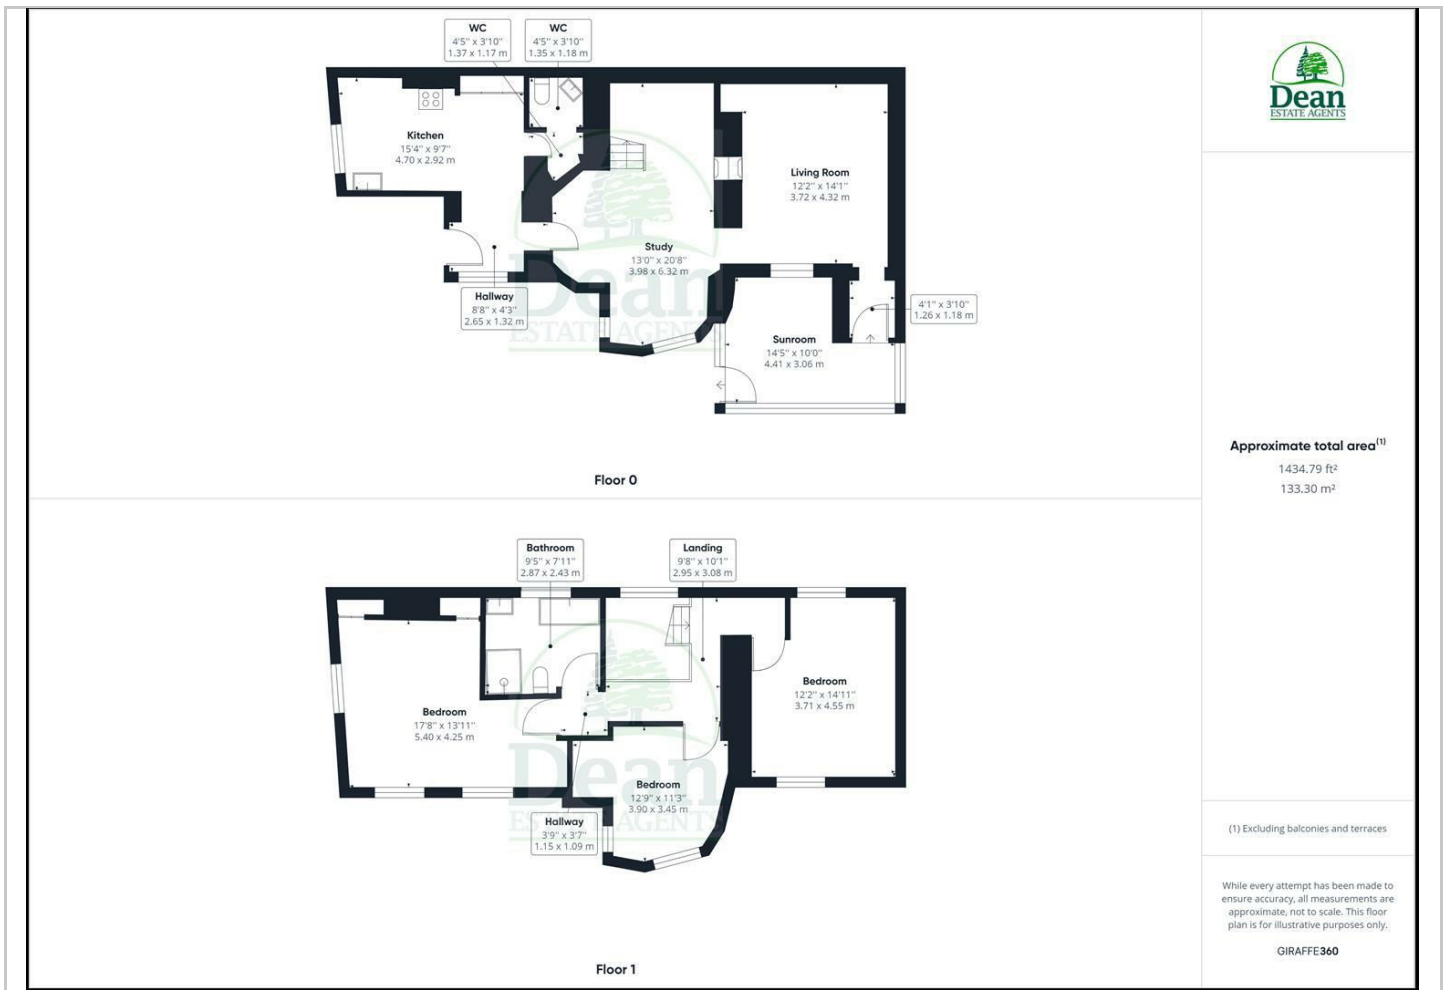 WC
4'5'' x 3'10''
1.37 x 1.17 m
WC
4'5'' x 3'10''
1.35 x 1.18 m
Kitchen
15'4'' x 9'7''
4.70 x 2.92 m
Living Room
12'2'' x 14'1''
3.72 x 4.32 m
Study
13'0'' x 20'8''
3.98 x 6.32 m
Hallway
8'8'' x 4'3''
2.65 x 1.32 m
4'1'' x 3'10''
1.26 x 1.18 m
Sunroom
14'5'' x 10'0''
4.41 x 3.06 m
Dean
ESTATE AGENTS
Floor 0
Bathroom
9'5'' x 7'11''
2.87 x 2.43 m
Landing
9'8'' x 10'1''
2.95 x 3.08 m
Bedroom
17'8'' x 13'11''
5.40 x 4.25 m
Bedroom
12'2'' x 14'11''
3.71 x 4.55 m
Bedroom
12'9'' x 11'3''
3.90 x 3.45 m
Hallway
3'9'' x 3'7''
1.15 x 1.09 m
Dean
ESTATE AGENTS
Floor 1
Dean
ESTATE AGENTS
Approximate total area(1)
1434.79 ft²
133.30 m²
(1) Excluding balconies and terraces
While every attempt has been made to
ensure accuracy, all measurements are
approximate, not to scale. This floor
plan is for illustrative purposes only.
GIRAFFE360